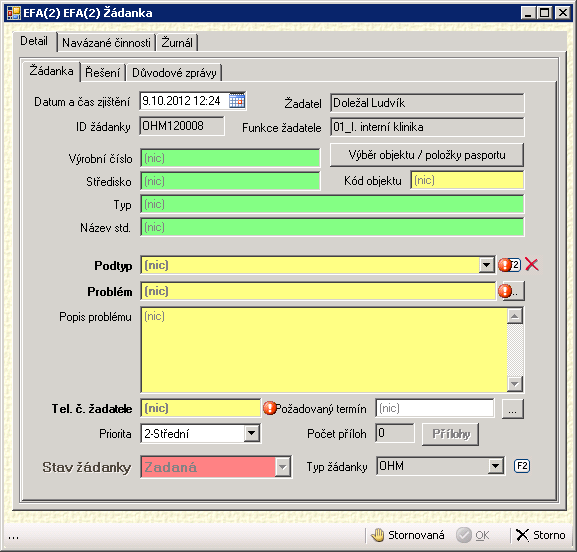 EFA(2) EFA(2) Žádanka
Detail Navázané činnosti Žurnál
Žádanka Řešení Důvodové zprávy
Datum a čas zjištění 9.10.2012 12:24 Žadatel Doležal Ludvík
ID žádanky OHM120008 Funkce žadatele 01_I. interní klinika
Výrobní číslo (nic) Výběr objektu / položky pasportu
Středisko (nic) Kód objektu (nic)
Typ (nic)
Název std. (nic)
Podtyp (nic)
Problém (nic) ..
Popis problému (nic)
Tel. č. žadatele (nic) Požadovaný termín (nic) ...
Priorita 2-Střední Počet příloh 0 Přílohy
Stav žádanky Zadaná Typ žádanky OHM F2
... Stornovaná OK Storno